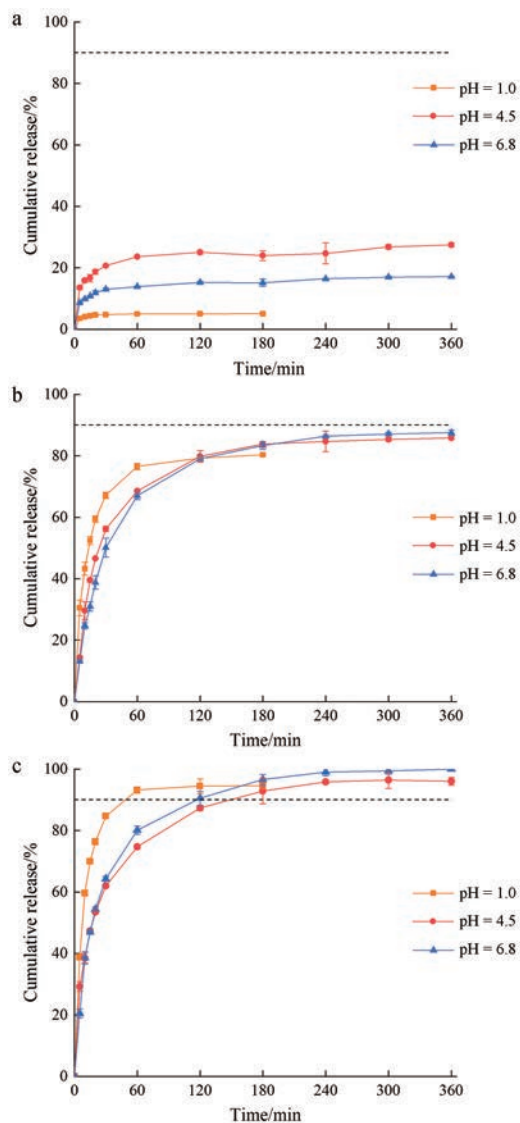 a
100
80
60
40
20
0
Cumulative release/%
pH = 1.0
pH = 4.5
pH = 6.8
0 60 120 180 240 300 360
Time/min
b
100
80
60
40
20
0
Cumulative release/%
pH = 1.0
pH = 4.5
pH = 6.8
0 60 120 180 240 300 360
Time/min
c
100
80
60
40
20
0
Cumulative release/%
pH = 1.0
pH = 4.5
pH = 6.8
0 60 120 180 240 300 360
Time/min